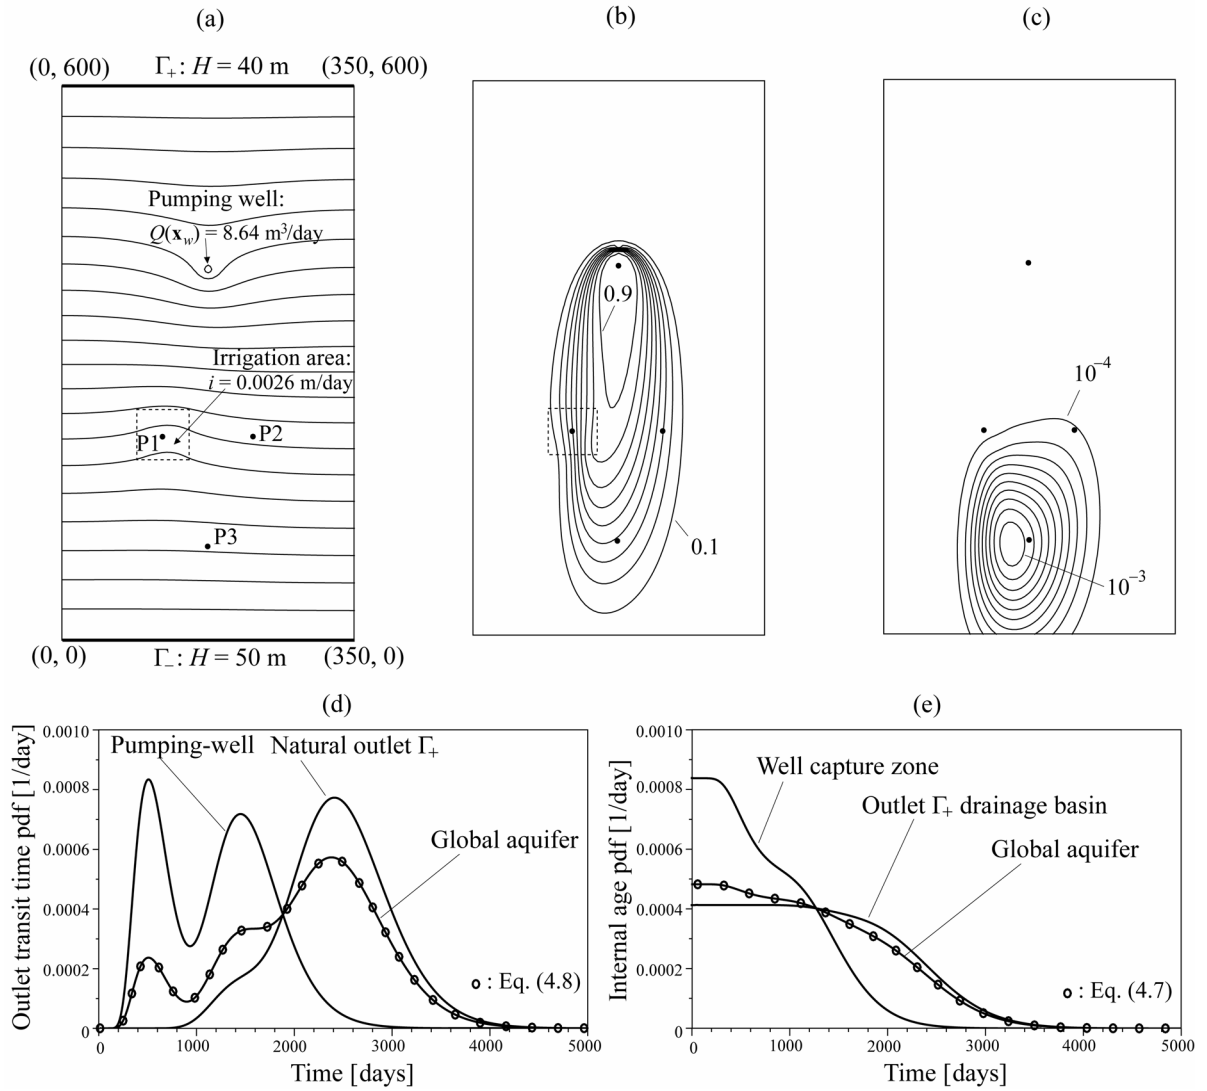 (a)
(b)
(c)
(0, 600) Γ₊ : H = 40 m (350, 600)
Pumping well:
Q(x_w) = 8.64 m³/day
Irrigation area:
i = 0.0026 m/day
P1
P2
P3
(0, 0) Γ₋ : H = 50 m (350, 0)
0.9
0.1
10⁻⁴
10⁻³
(d)
Outlet transit time pdf [1/day]
0.0010
0.0008
0.0006
0.0004
0.0002
0
Pumping-well
Natural outlet Γ₊
Global aquifer
o : Eq. (4.8)
0 1000 2000 3000 4000 5000
Time [days]
(e)
Internal age pdf [1/day]
0.0010
0.0008
0.0006
0.0004
0.0002
0
Well capture zone
Outlet Γ₊ drainage basin
Global aquifer
o : Eq. (4.7)
0 1000 2000 3000 4000 5000
Time [days]